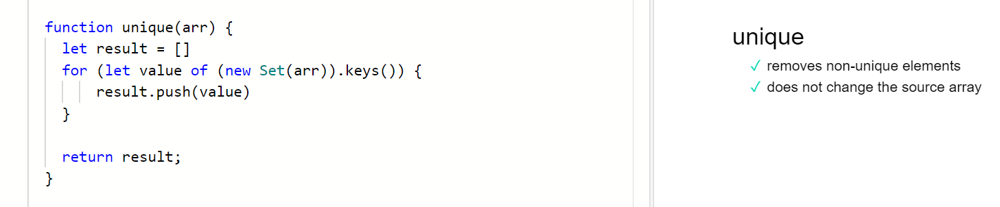 function unique(arr) {
let result = []
for (let value of (new Set(arr)).keys()) {
result.push(value)
}
return result;
}
unique
✓ removes non-unique elements
✓ does not change the source array